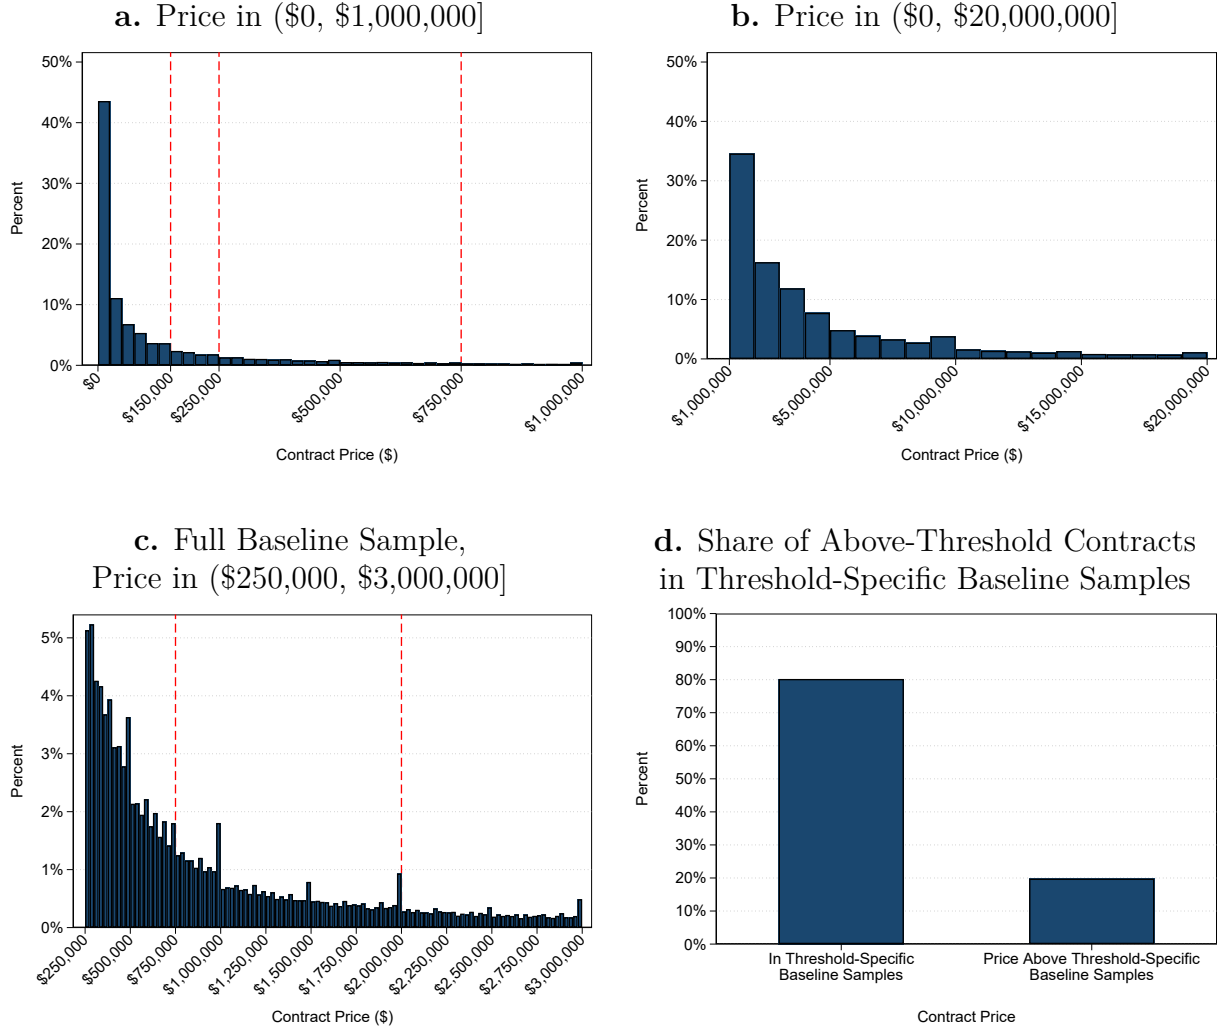 a. Price in ($0, $1,000,000]
50%
40%
30%
20%
10%
0%
Percent
$0
$150,000
$250,000
$500,000
$750,000
$1,000,000
Contract Price ($)
b. Price in ($0, $20,000,000]
50%
40%
30%
20%
10%
0%
Percent
$1,000,000
$5,000,000
$10,000,000
$15,000,000
$20,000,000
Contract Price ($)
c. Full Baseline Sample,
Price in ($250,000, $3,000,000]
5%
4%
3%
2%
1%
0%
Percent
$250,000
$500,000
$750,000
$1,000,000
$1,250,000
$1,500,000
$1,750,000
$2,000,000
$2,250,000
$2,500,000
$2,750,000
$3,000,000
Contract Price ($)
d. Share of Above-Threshold Contracts
in Threshold-Specific Baseline Samples
100%
90%
80%
70%
60%
50%
40%
30%
20%
10%
0%
Percent
In Threshold-Specific
Baseline Samples
Price Above Threshold-Specific
Baseline Samples
Contract Price